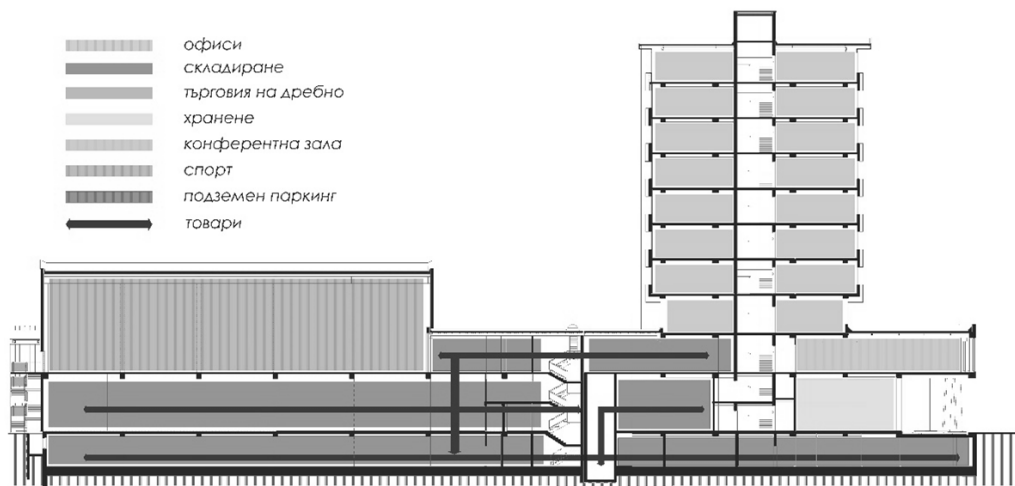 офиси
складиране
търговия на дребно
хранене
конферентна зала
спорт
подземен паркинг
товари